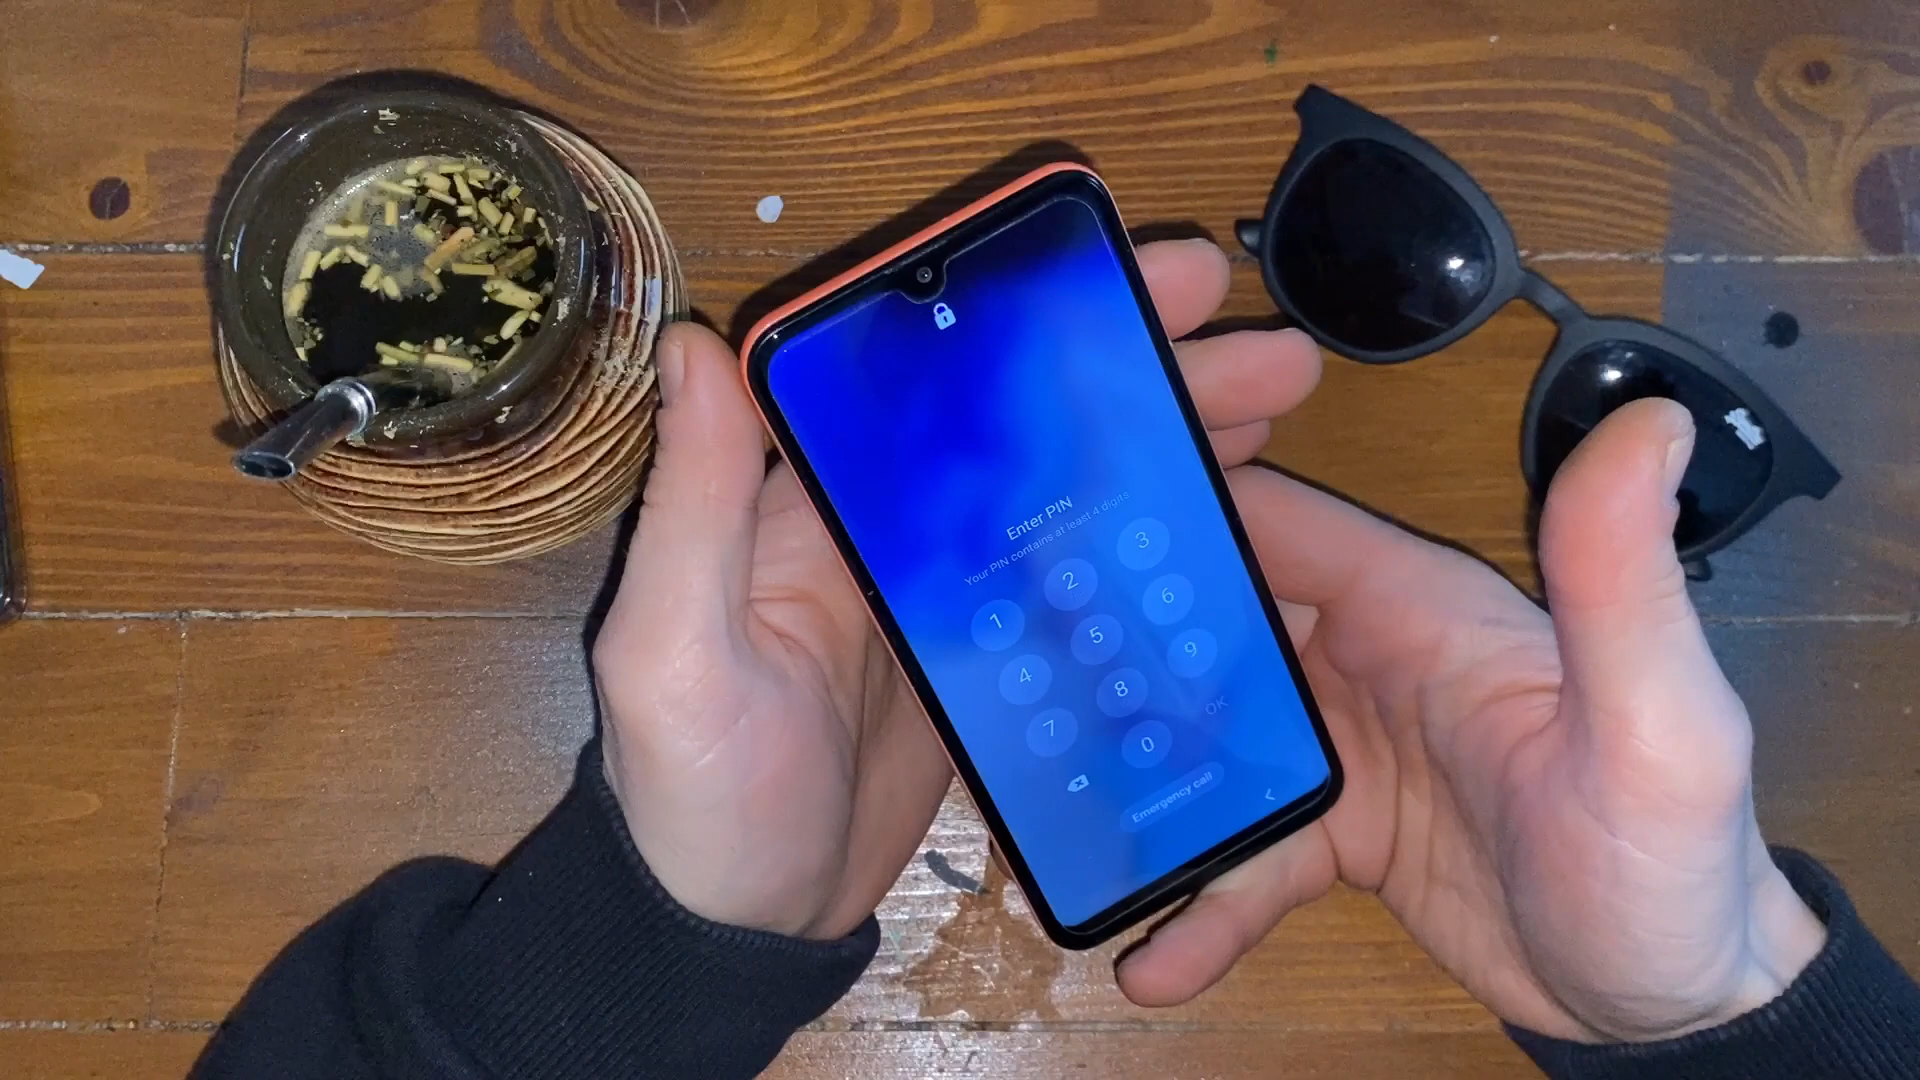 Enter PIN
Your PIN contains at least 4 digits
1 2 3
4 5 6
7 8 9
0 OK
Emergency call